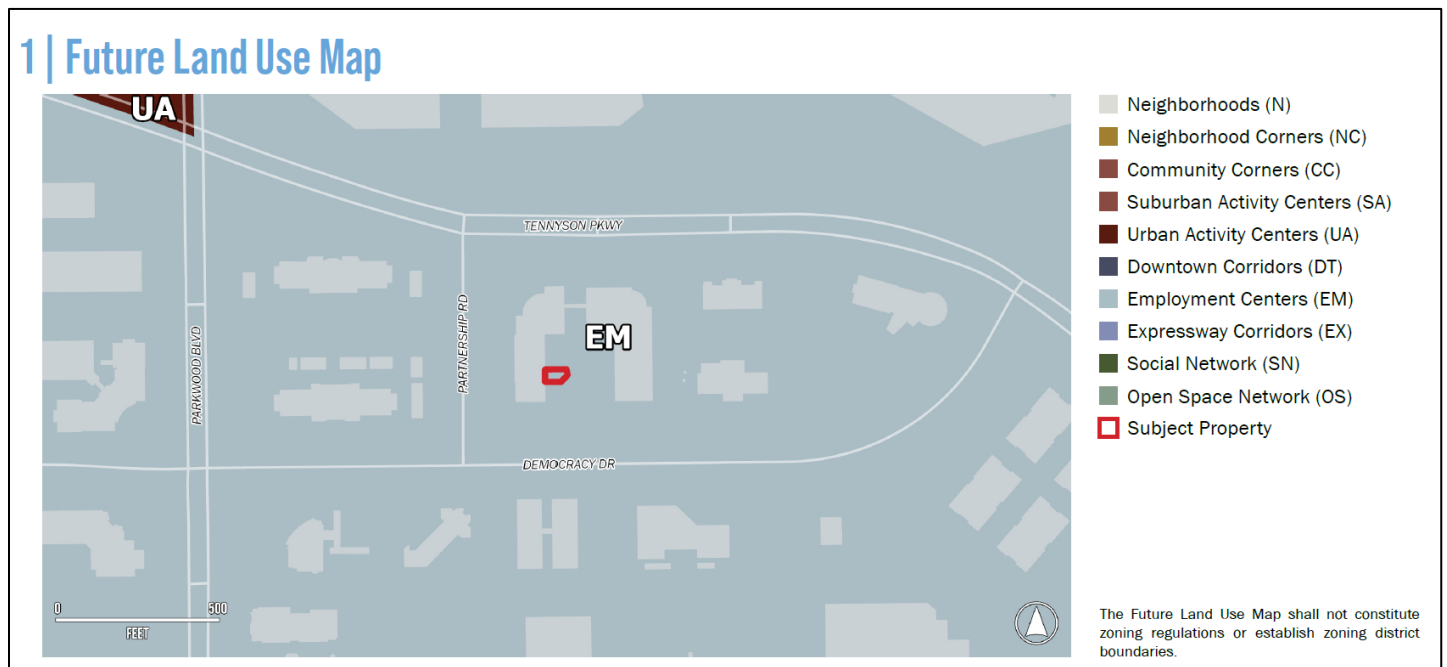 1 | Future Land Use Map
UA
TENNYSON PKWY
PARTNERSHIP RD
PARKWOOD BLVD
EM
DEMOCRACY DR
0 500
FEET
Neighborhoods (N)
Neighborhood Corners (NC)
Community Corners (CC)
Suburban Activity Centers (SA)
Urban Activity Centers (UA)
Downtown Corridors (DT)
Employment Centers (EM)
Expressway Corridors (EX)
Social Network (SN)
Open Space Network (OS)
Subject Property
The Future Land Use Map shall not constitute
zoning regulations or establish zoning district
boundaries.